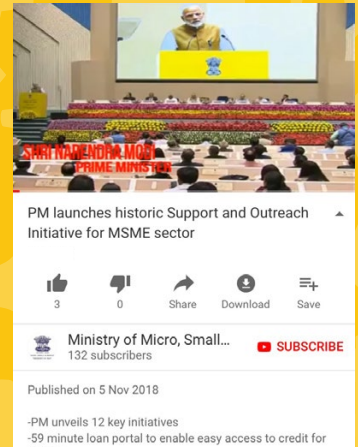 SHRI NARENDRA MODI
PRIME MINISTER
PM launches historic Support and Outreach
Initiative for MSME sector
3
0
Share
Download
Save
Ministry of Micro, Small...
132 subscribers
SUBSCRIBE
Published on 5 Nov 2018
-PM unveils 12 key initiatives
-59 minute loan portal to enable easy access to credit for